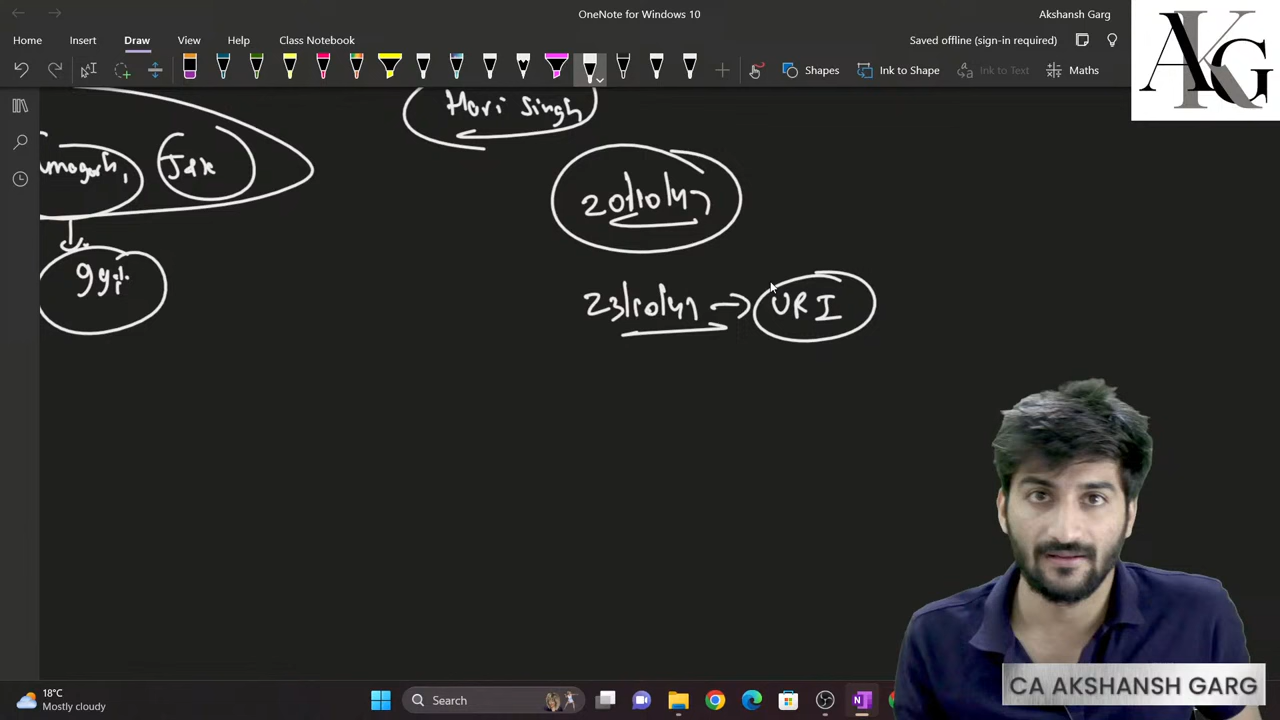 OneNote for Windows 10
Akshansh Garg
Home Insert Draw View Help Class Notebook
Saved offline (sign-in required)
Shapes Ink to Shape Ink to Text Maths
AKG
Hari Singh
J&K
20/10/47
99%
23/10/47 → URI
CA AKSHANSH GARG
18°C
Mostly cloudy
Search